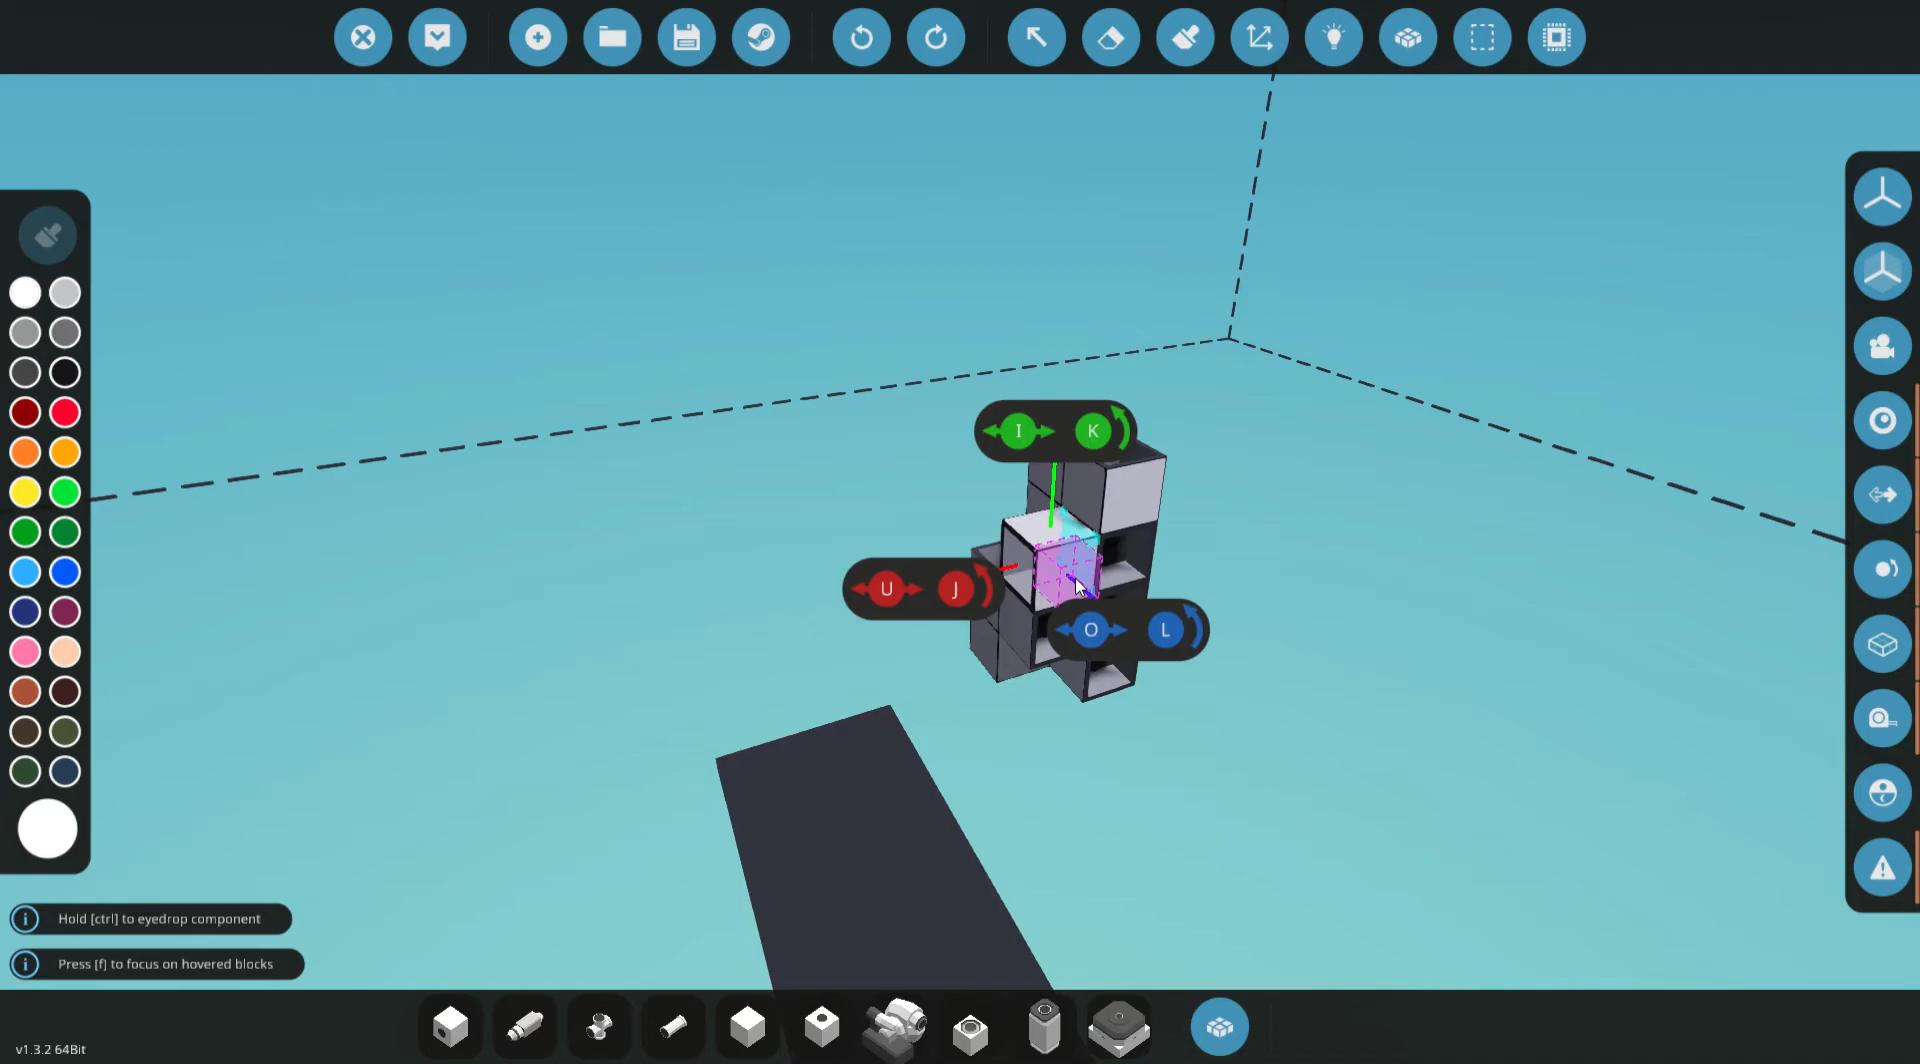 I K
U J
O L
Hold [ctrl] to eyedrop component
Press [f] to focus on hovered blocks
v1.3.2 64Bit